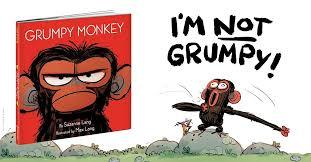 GRUMPY MONKEY
By Suzanne Lang
Illustrated by Max Lang
I'M NOT
GRUMPY!